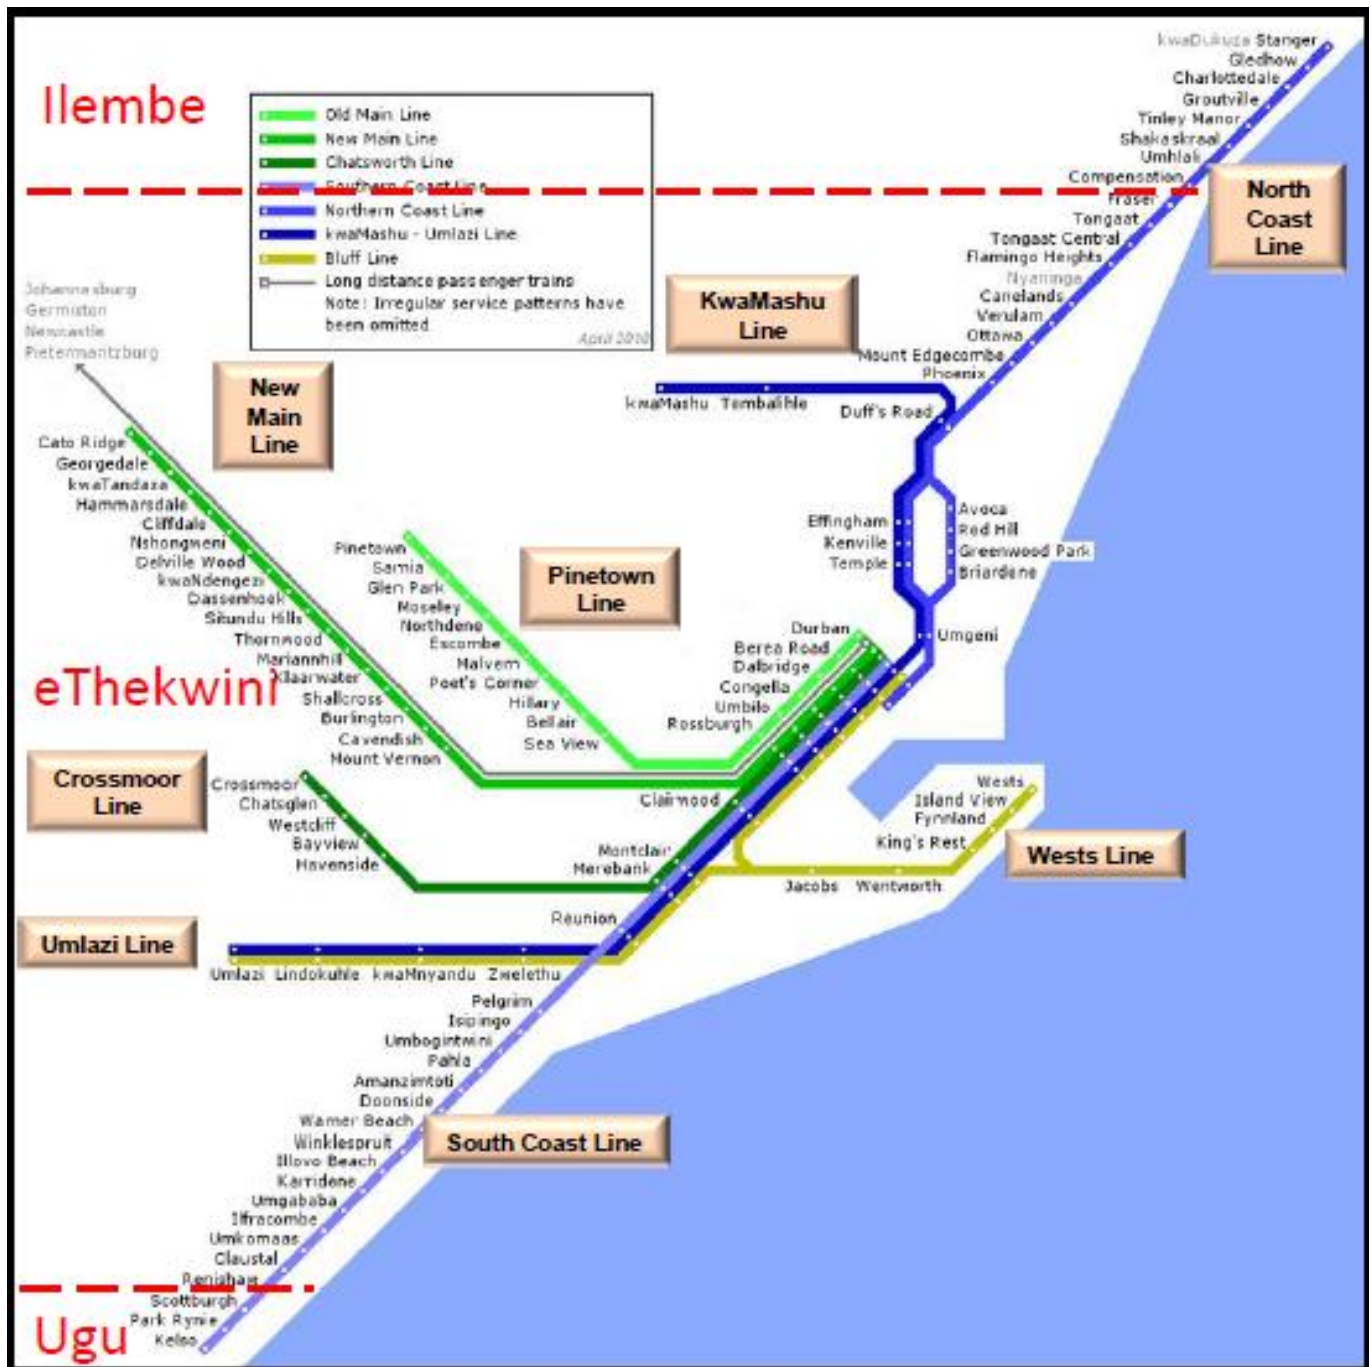 Ilembe
Old Main Line
New Main Line
Chatsworth Line
Southern Coast Line
Northern Coast Line
kwaMashu - Umlazi Line
Bluff Line
Long distance passenger trains
Note: Irregular service patterns have
been omitted
April 2010
kwaDukuza Stanger
Gledhow
Charlottedale
Groutville
Tinley Manor
Shakaskraal
Umhlali
Compensation
Fraser
Tongaat
Tongaat Central
Flamingo Heights
Nyaninga
Canelands
Verulam
Ottawa
Mount Edgecombe
Phoenix
North
Coast
Line
KwaMashu
Line
kwaMashu Tembalihle
Duff's Road
Johannesburg
Germiston
Newcastle
Pietermaritzburg
New
Main
Line
Cato Ridge
Georgedale
kwaTandaza
Hammarsdale
Cliffdale
Nshongweni
Delville Wood
kwaNdengezi
Dassenhoek
Situndu Hills
Thornwood
Mariannhill
Klaarwater
Shallcross
Burlington
Cavendish
Mount Vernon
Pinetown
Sarnia
Glen Park
Moseley
Northdene
Escombe
Malvern
Poet's Corner
Hillary
Bellair
Sea View
Pinetown
Line
Effingham
Kenville
Temple
Avoca
Red Hill
Greenwood Park
Briardene
Umgeni
Durban
Berea Road
Dalbridge
Congella
Umbilo
Rossburgh
eThekwini
Crossmoor
Line
Crossmoor
Chatsglen
Westcliff
Bayview
Havenside
Clairwood
Montclair
Merebank
Reunion
Wests
Island View
Fynnland
King's Rest
Jacobs Wentworth
Wests Line
Umlazi Line
Umlazi Lindokuhle kwaMnyandu Zwelethu
Pelgrim
Isipingo
Umbogintwini
Pahla
Amanzimtoti
Doonside
Warner Beach
Winklespruit
Illovo Beach
Karridene
Umgababa
Ilfracombe
Umkomaas
Claustal
Renishaw
Scottburgh
Park Rynie
Kelso
South Coast Line
Ugu